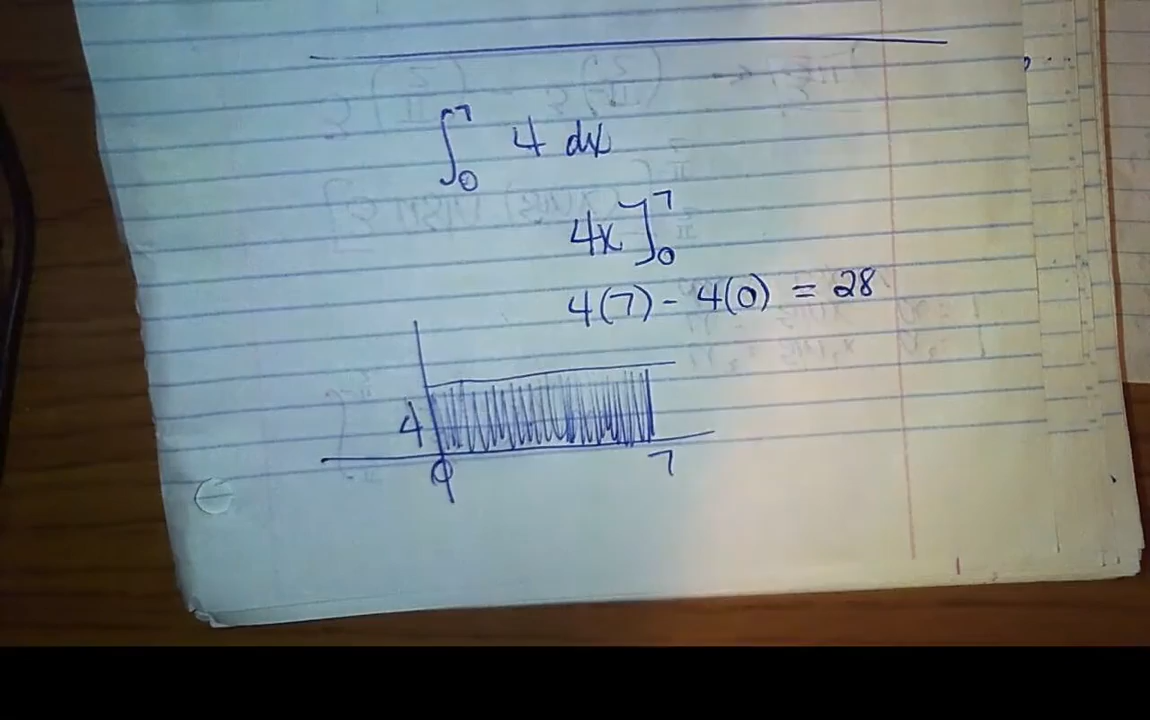 ∫₀⁷ 4 dx
4x]₀⁷
4(7) - 4(0) = 28
4
0 7